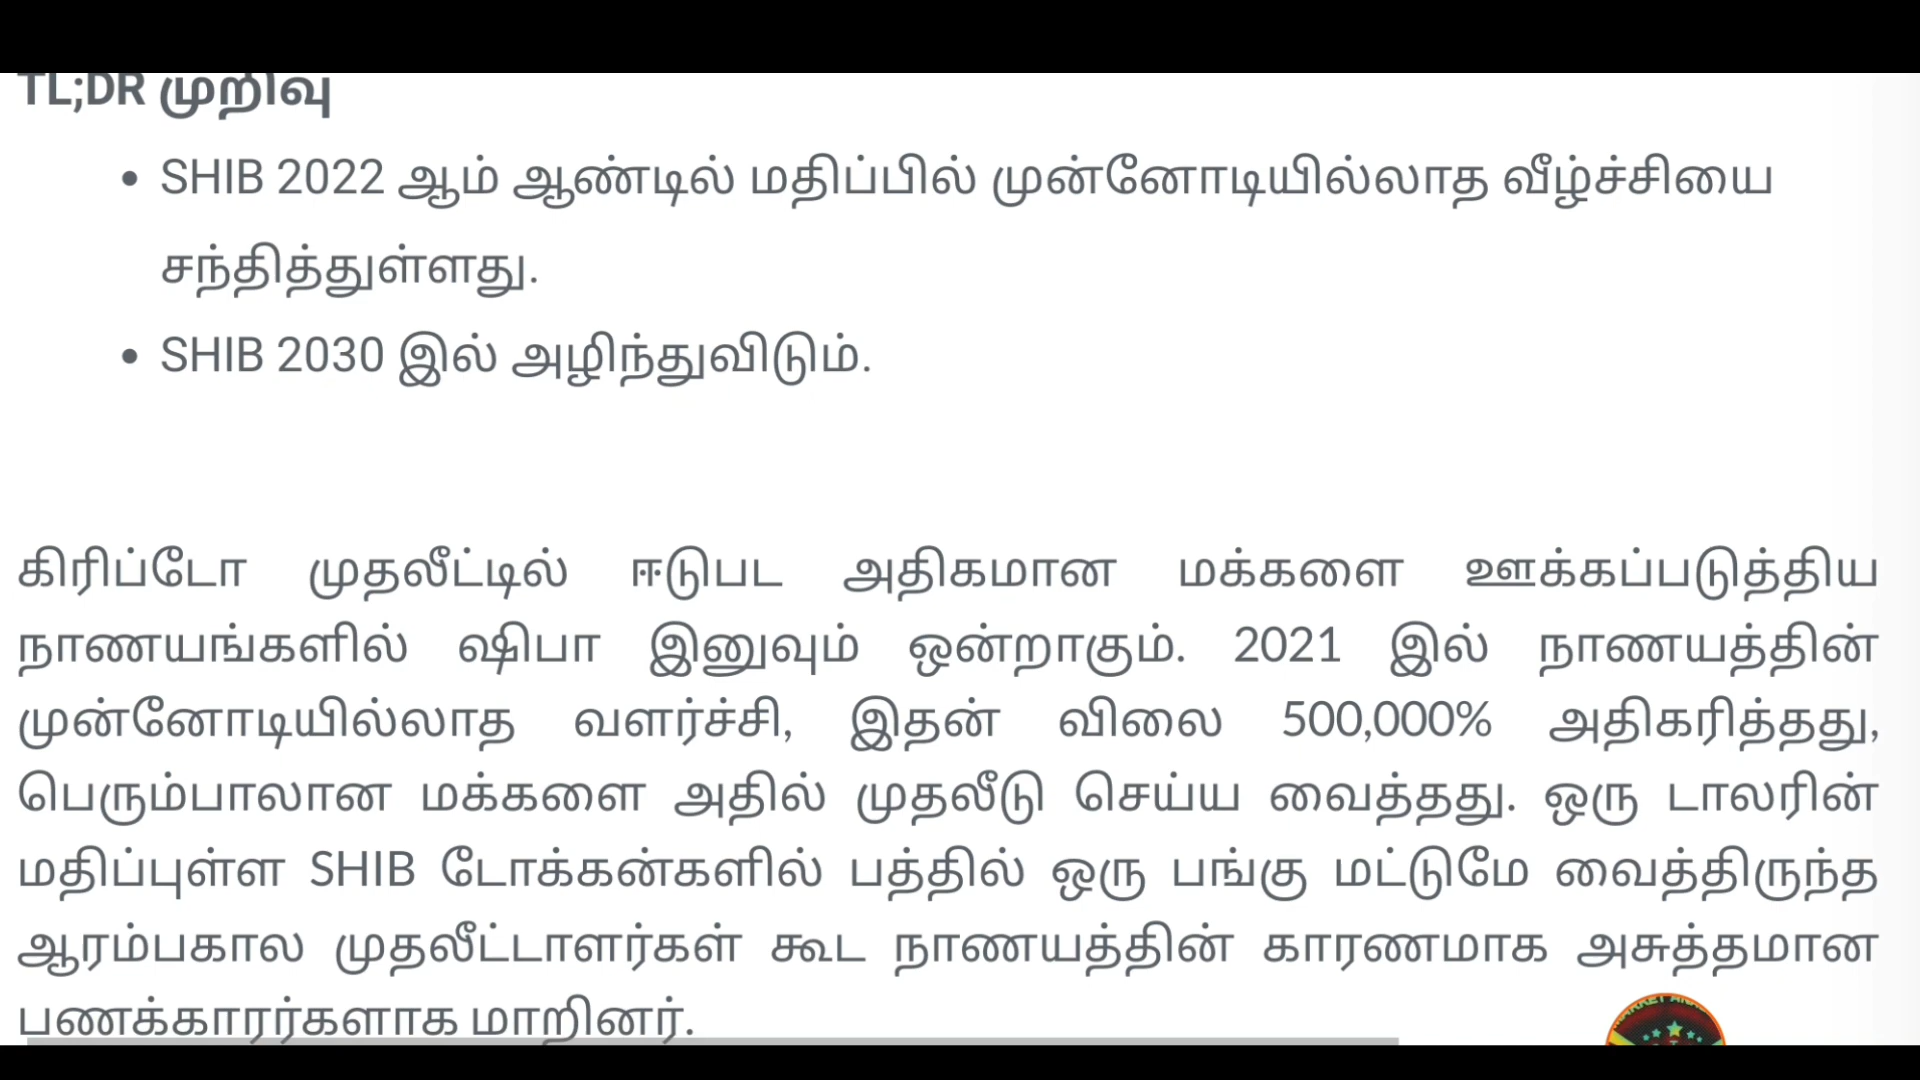 TL;DR முறிவு
SHIB 2022 ஆம் ஆண்டில் மதிப்பில் முன்னோடியில்லாத வீழ்ச்சியை
சந்தித்துள்ளது.
SHIB 2030 இல் அழிந்துவிடும்.
கிரிப்டோ முதலீட்டில் ஈடுபட அதிகமான மக்களை ஊக்கப்படுத்திய
நாணயங்களில் ஷிபா இனுவும் ஒன்றாகும். 2021 இல் நாணயத்தின்
முன்னோடியில்லாத வளர்ச்சி, இதன் விலை 500,000% அதிகரித்தது,
பெரும்பாலான மக்களை அதில் முதலீடு செய்ய வைத்தது. ஒரு டாலரின்
மதிப்புள்ள SHIB டோக்கன்களில் பத்தில் ஒரு பங்கு மட்டுமே வைத்திருந்த
ஆரம்பகால முதலீட்டாளர்கள் கூட நாணயத்தின் காரணமாக அசுத்தமான
பணக்காரர்களாக மாறினர்.